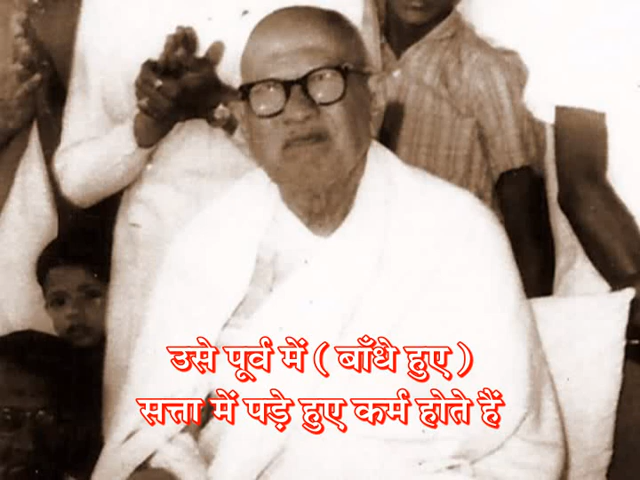 उसे पूर्व में ( बाँधे हुए )
सत्ता में पड़े हुए कर्म होते हैं